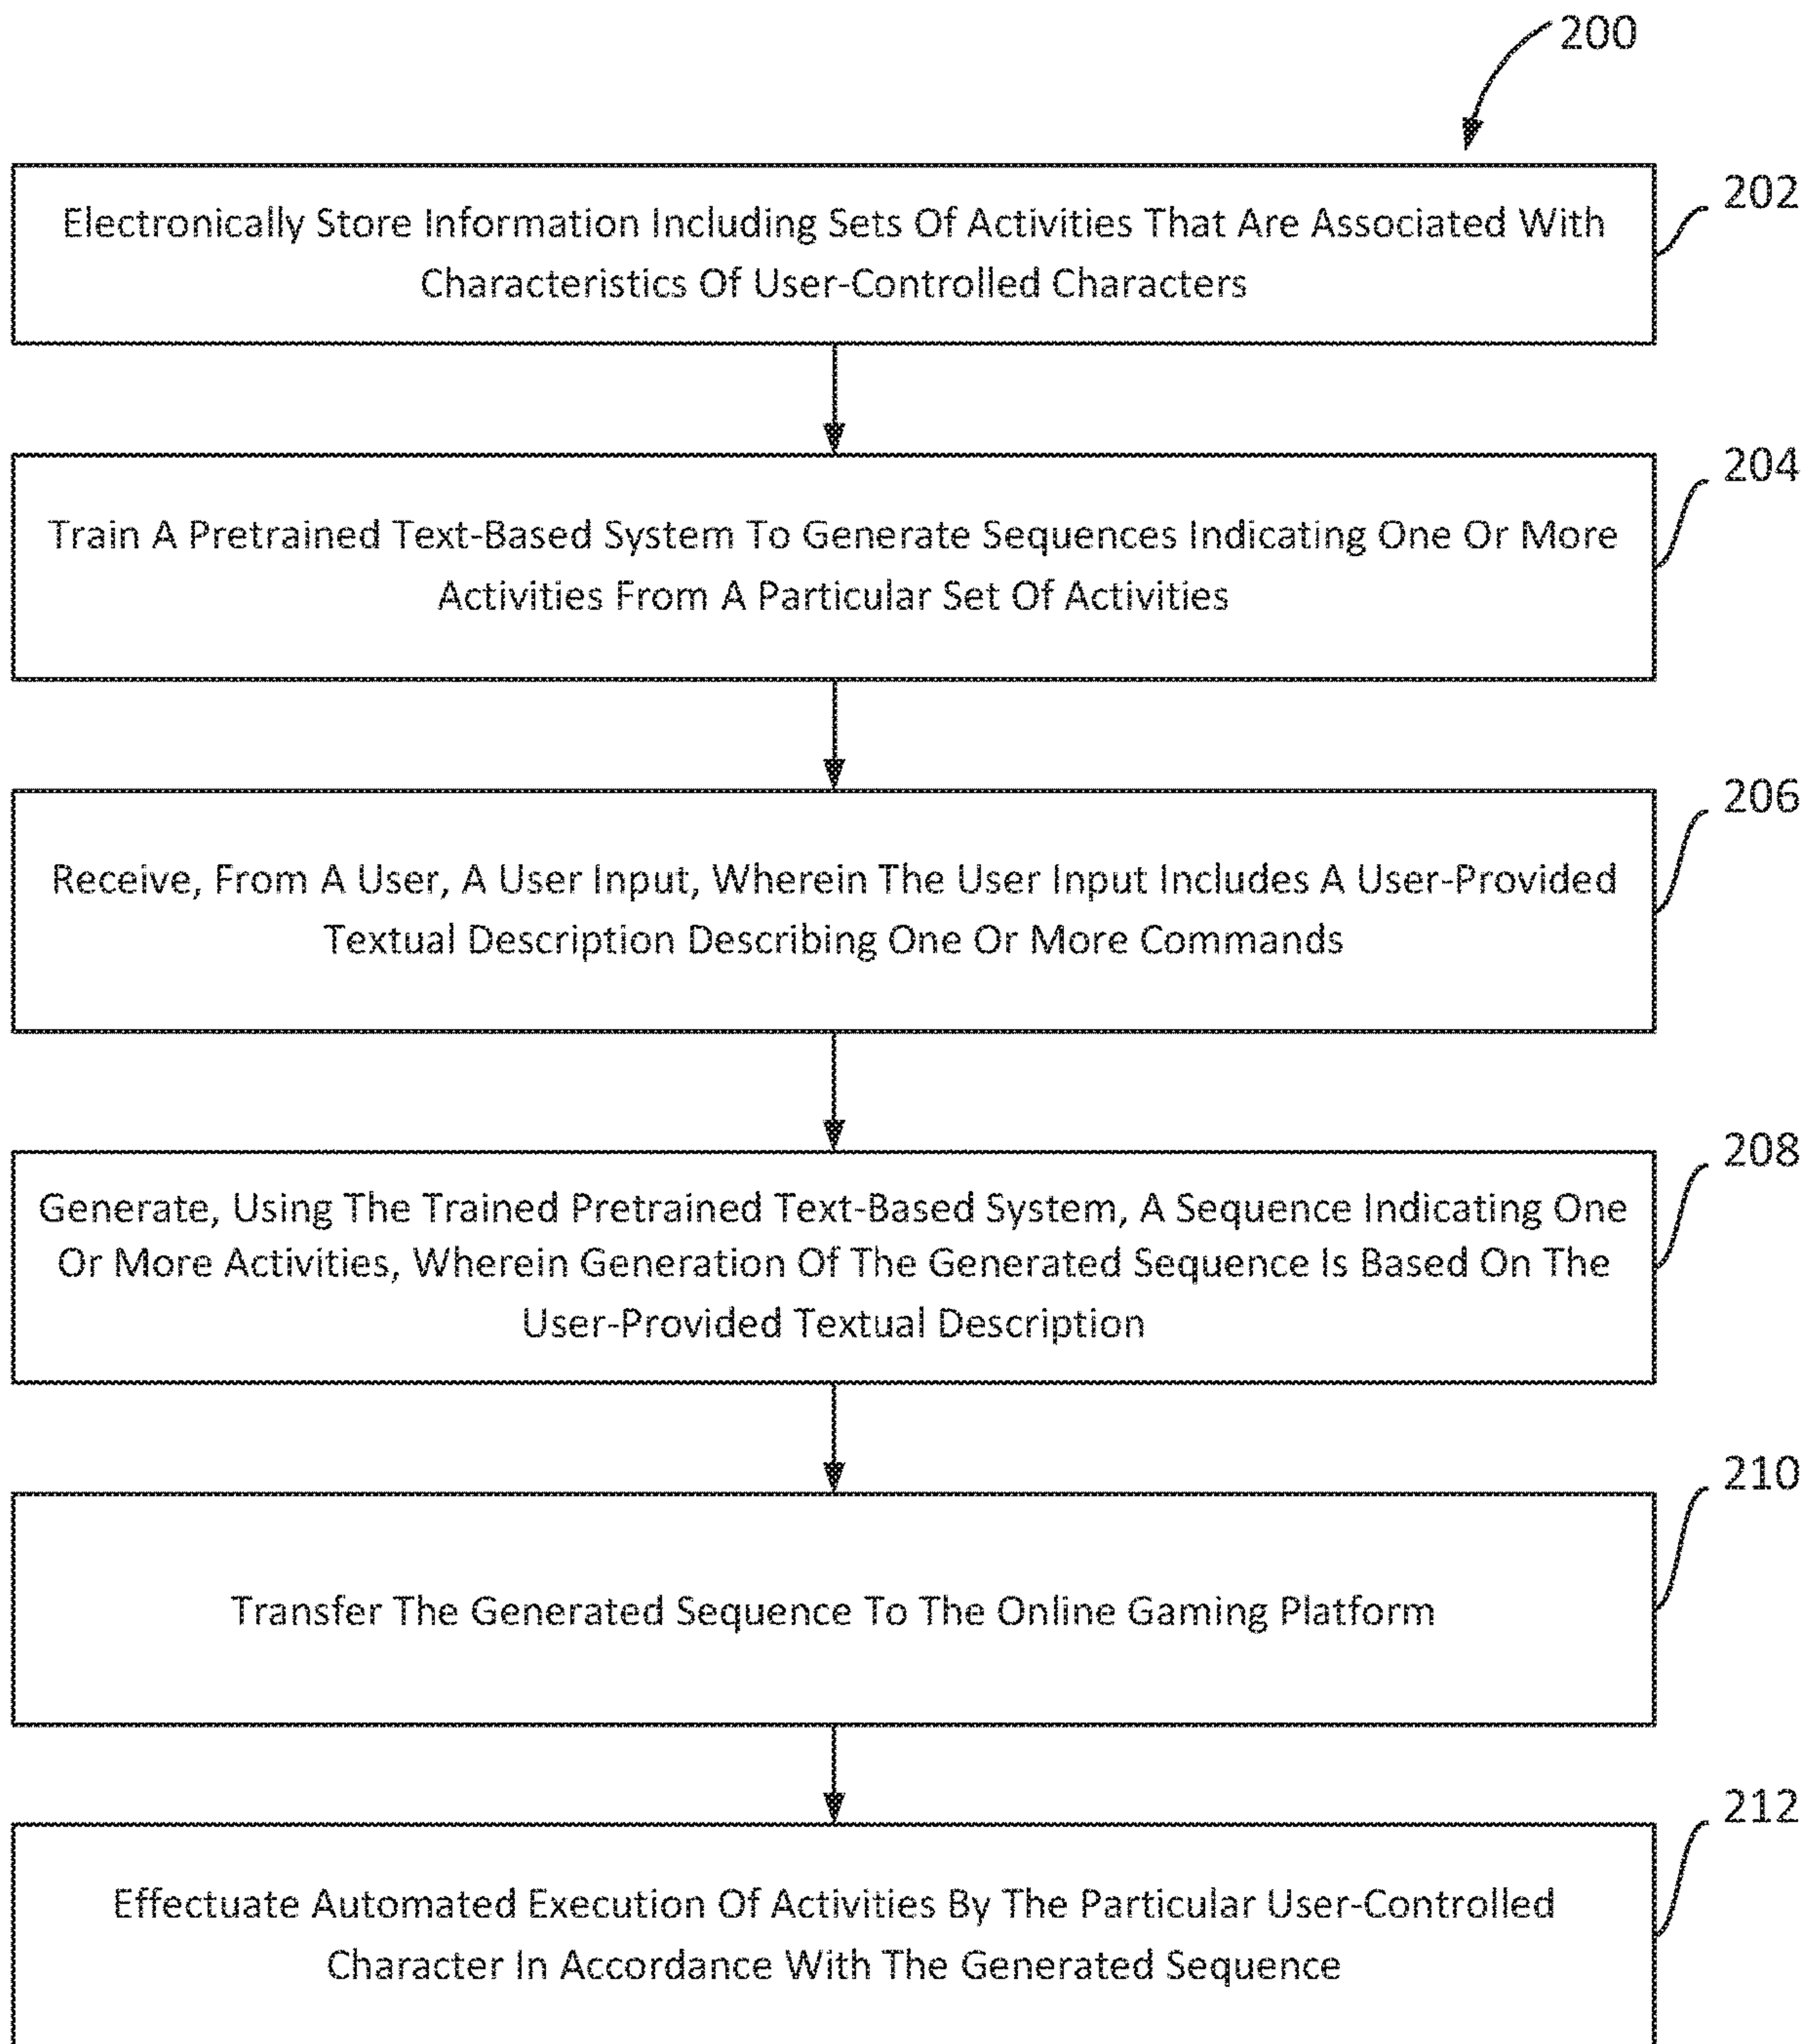 200
202
Electronically Store Information Including Sets Of Activities That Are Associated With
Characteristics Of User-Controlled Characters
204
Train A Pretrained Text-Based System To Generate Sequences Indicating One Or More
Activities From A Particular Set Of Activities
206
Receive, From A User, A User Input, Wherein The User Input Includes A User-Provided
Textual Description Describing One Or More Commands
208
Generate, Using The Trained Pretrained Text-Based System, A Sequence Indicating One
Or More Activities, Wherein Generation Of The Generated Sequence Is Based On The
User-Provided Textual Description
210
Transfer The Generated Sequence To The Online Gaming Platform
212
Effectuate Automated Execution Of Activities By The Particular User-Controlled
Character In Accordance With The Generated Sequence